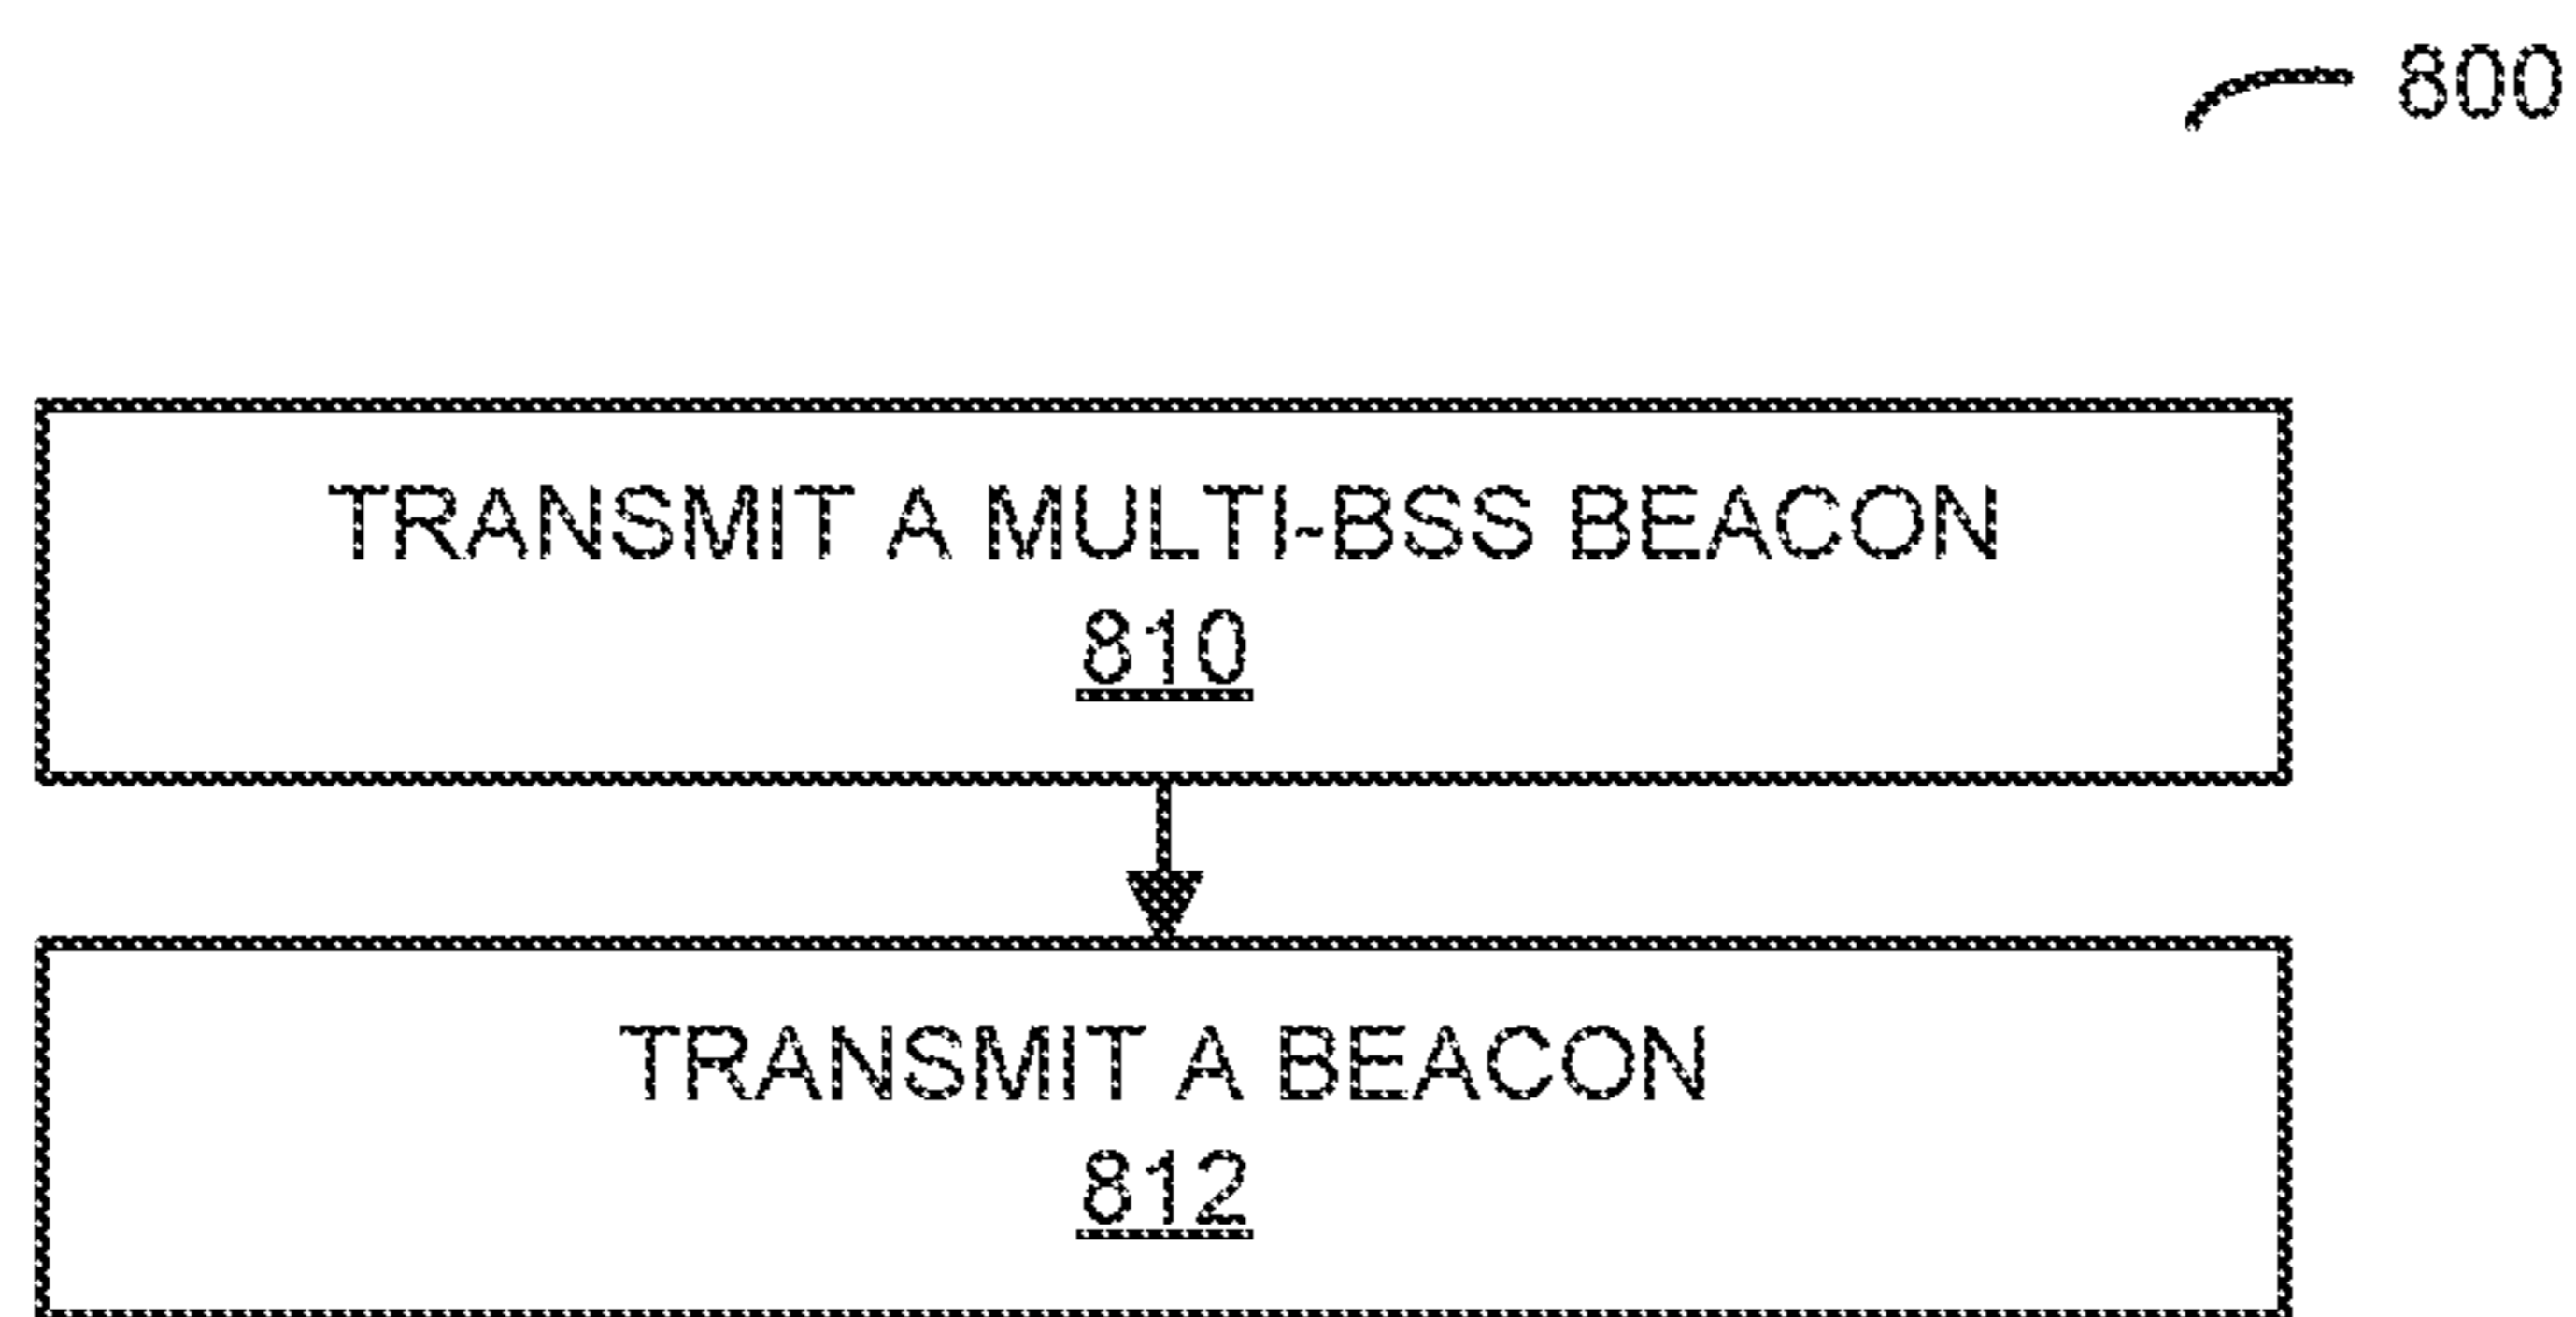 800
TRANSMIT A MULTI-BSS BEACON
810
TRANSMIT A BEACON
812